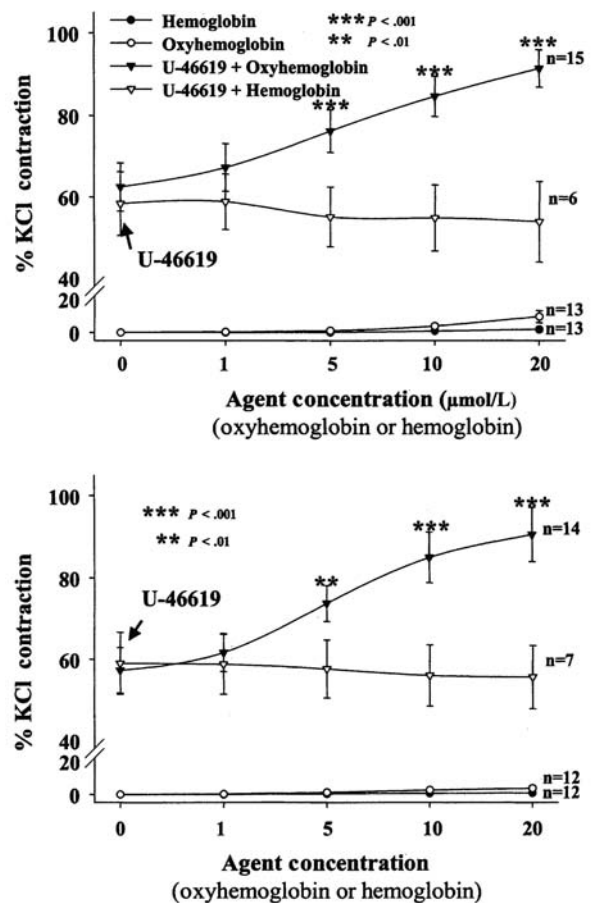 Hemoglobin
Oxyhemoglobin
U-46619 + Oxyhemoglobin
U-46619 + Hemoglobin
*** P < .001
** P < .01
% KCl contraction
100
80
60
40
20
0
***
***
***
n=15
n=6
n=13
n=13
U-46619
0 1 5 10 20
Agent concentration (µmol/L)
(oxyhemoglobin or hemoglobin)
% KCl contraction
100
80
60
40
20
0
*** P < .001
** P < .01
U-46619
**
***
***
n=14
n=7
n=12
n=12
0 1 5 10 20
Agent concentration
(oxyhemoglobin or hemoglobin)